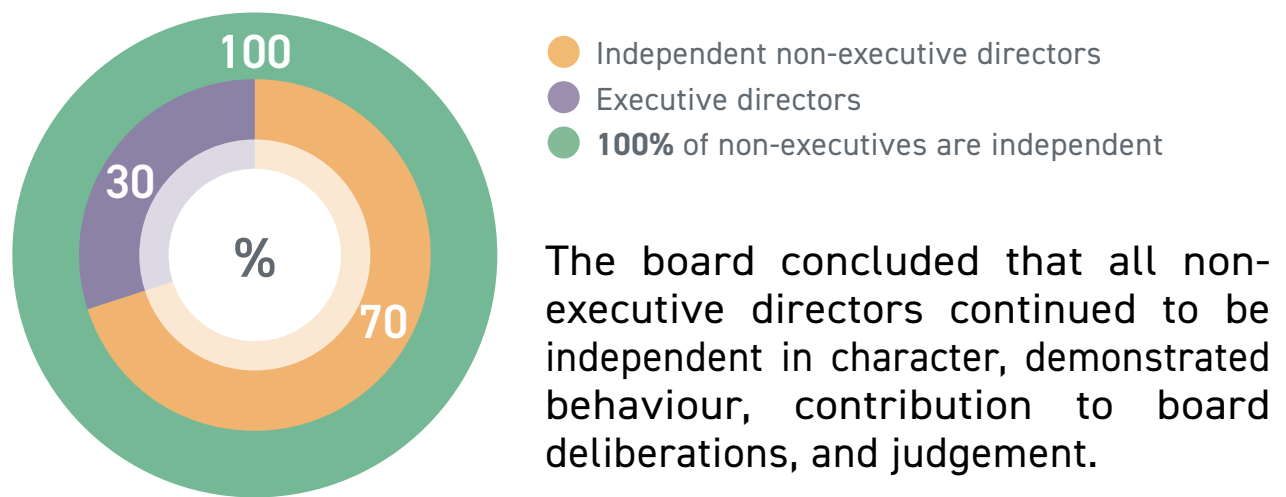 100
30
%
70
Independent non-executive directors
Executive directors
100% of non-executives are independent
The board concluded that all non-
executive directors continued to be
independent in character, demonstrated
behaviour, contribution to board
deliberations, and judgement.